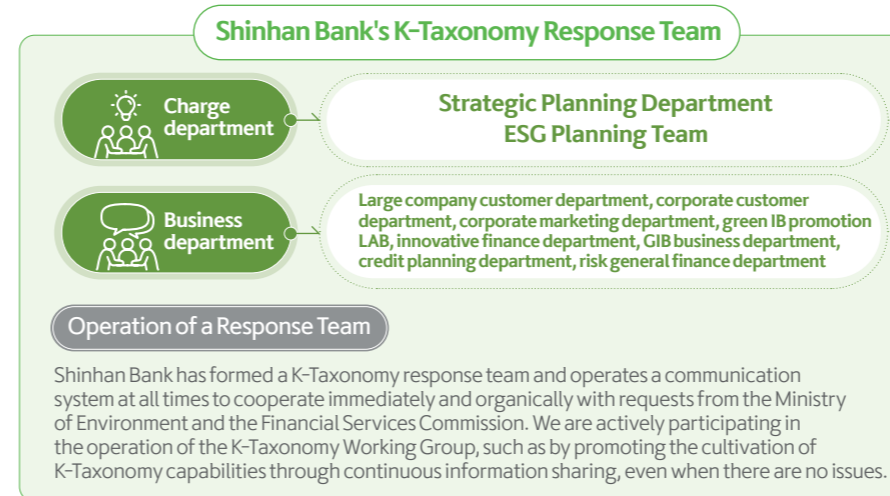 Shinhan Bank's K-Taxonomy Response Team
Charge
department
Strategic Planning Department
ESG Planning Team
Business
department
Large company customer department, corporate customer
department, corporate marketing department, green IB promotion
LAB, innovative finance department, GIB business department,
credit planning department, risk general finance department
Operation of a Response Team
Shinhan Bank has formed a K-Taxonomy response team and operates a communication
system at all times to cooperate immediately and organically with requests from the Ministry
of Environment and the Financial Services Commission. We are actively participating in
the operation of the K-Taxonomy Working Group, such as by promoting the cultivation of
K-Taxonomy capabilities through continuous information sharing, even when there are no issues.